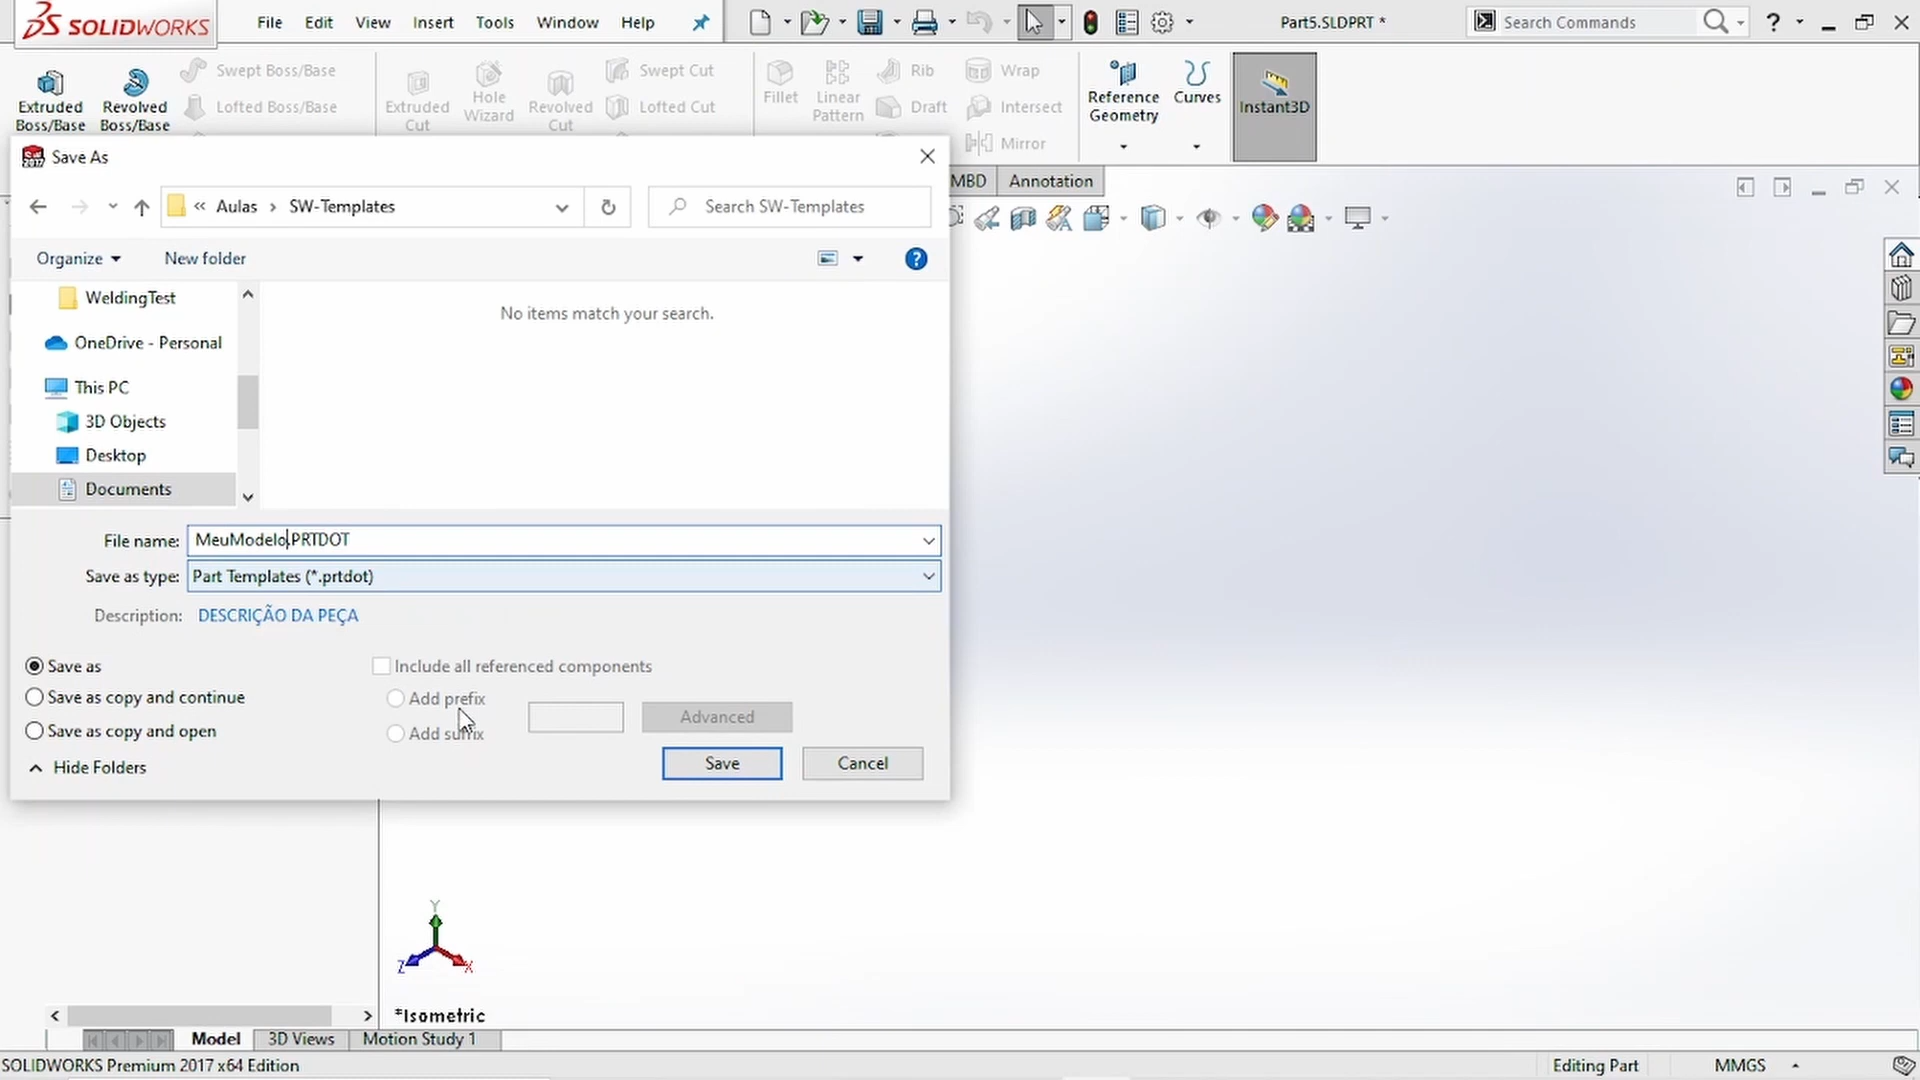 SOLIDWORKS
File Edit View Insert Tools Window Help
Part5.SLDPRT *
Search Commands
?
Extruded Boss/Base
Revolved Boss/Base
Swept Boss/Base
Lofted Boss/Base
Extruded Cut
Hole Wizard
Revolved Cut
Swept Cut
Lofted Cut
Fillet
Linear Pattern
Rib
Draft
Wrap
Intersect
Mirror
Reference Geometry
Curves
Instant3D
MBD
Annotation
Save As
« Aulas › SW-Templates
Search SW-Templates
Organize
New folder
?
WeldingTest
OneDrive - Personal
This PC
3D Objects
Desktop
Documents
No items match your search.
File name: MeuModelo.PRTDOT
Save as type: Part Templates (*.prtdot)
Description: DESCRIÇÃO DA PEÇA
Save as
Save as copy and continue
Save as copy and open
Include all referenced components
Add prefix
Add suffix
Advanced
Hide Folders
Save
Cancel
Y
Z
X
*Isometric
Model
3D Views
Motion Study 1
SOLIDWORKS Premium 2017 x64 Edition
Editing Part
MMGS